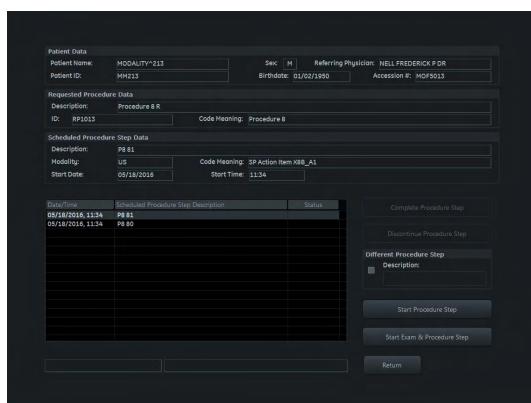 Patient Data
Patient Name: MODALITY^213 Sex: M Referring Physician: NELL FREDERICK P DR
Patient ID: MM213 Birthdate: 01/02/1950 Accession #: MOF5013
Requested Procedure Data
Description: Procedure 8 R
ID: RP1013 Code Meaning: Procedure 8
Scheduled Procedure Step Data
Description: P8 81
Modality: US Code Meaning: SP Action Item X8B_A1
Start Date: 05/18/2016 Start Time: 11:34
Date/Time Scheduled Procedure Step Description Status
05/18/2016, 11:34 P8 81
05/18/2016, 11:34 P8 80
Complete Procedure Step
Discontinue Procedure Step
Different Procedure Step
Description:
Start Procedure Step
Start Exam & Procedure Step
Return